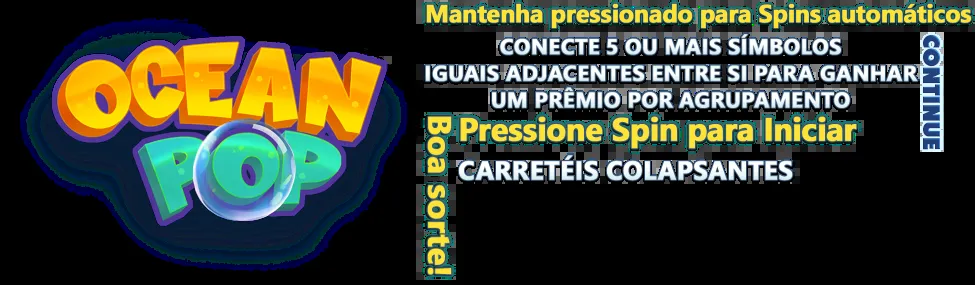 OCEAN
POP
Mantenha pressionado para Spins automáticos
CONECTE 5 OU MAIS SÍMBOLOS
IGUAIS ADJACENTES ENTRE SI PARA GANHAR
UM PRÊMIO POR AGRUPAMENTO
CONTINUE
Boa sorte!
Pressione Spin para Iniciar
CARRETÉIS COLAPSANTES